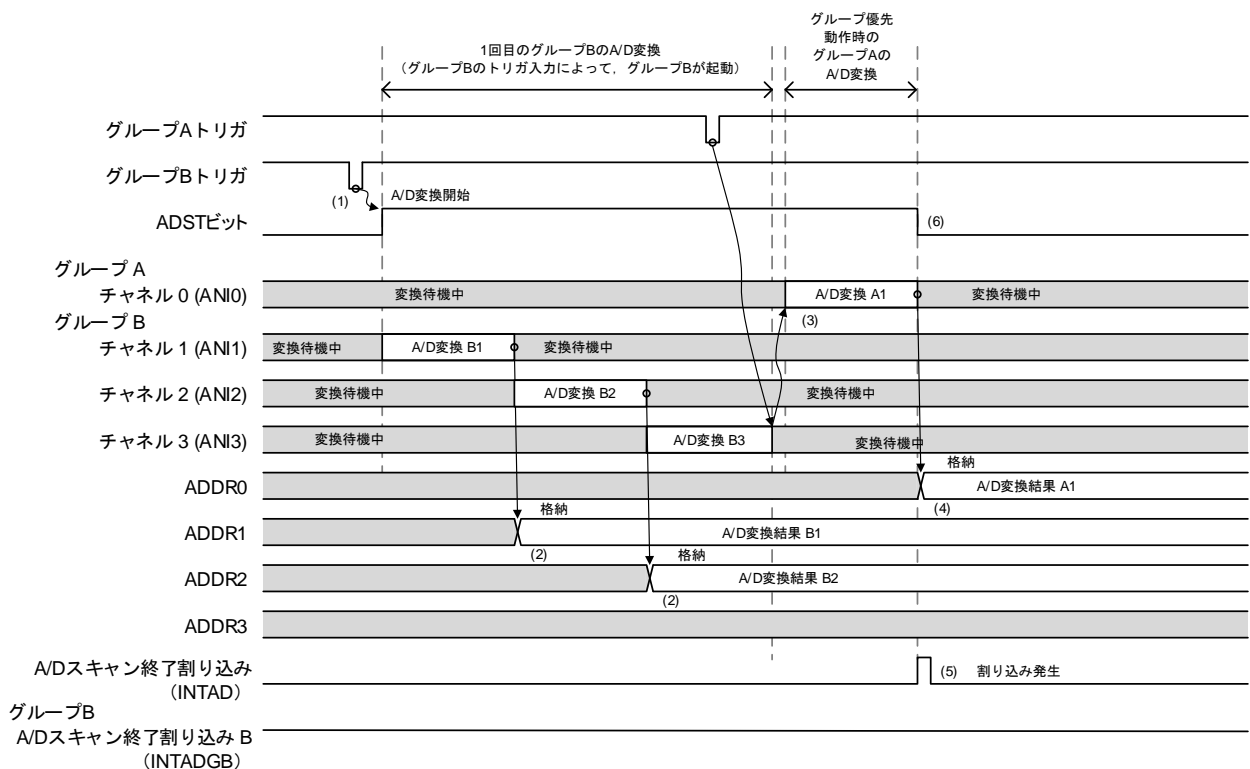 グループ優先
動作時の
グループAの
A/D変換
1回目のグループBのA/D変換
（グループBのトリガ入力によって，グループBが起動）
グループAトリガ
グループBトリガ
(1)
A/D変換開始
ADSTビット
(6)
グループ A
チャネル 0 (ANI0)
変換待機中
A/D変換 A1
変換待機中
(3)
グループ B
チャネル 1 (ANI1)
変換待機中
A/D変換 B1
変換待機中
チャネル 2 (ANI2)
変換待機中
A/D変換 B2
変換待機中
チャネル 3 (ANI3)
変換待機中
A/D変換 B3
変換待機中
格納
ADDR0
A/D変換結果 A1
(4)
格納
ADDR1
A/D変換結果 B1
(2)
格納
ADDR2
A/D変換結果 B2
(2)
ADDR3
A/Dスキャン終了割り込み
（INTAD）
(5) 割り込み発生
グループB
A/Dスキャン終了割り込み B
（INTADGB）